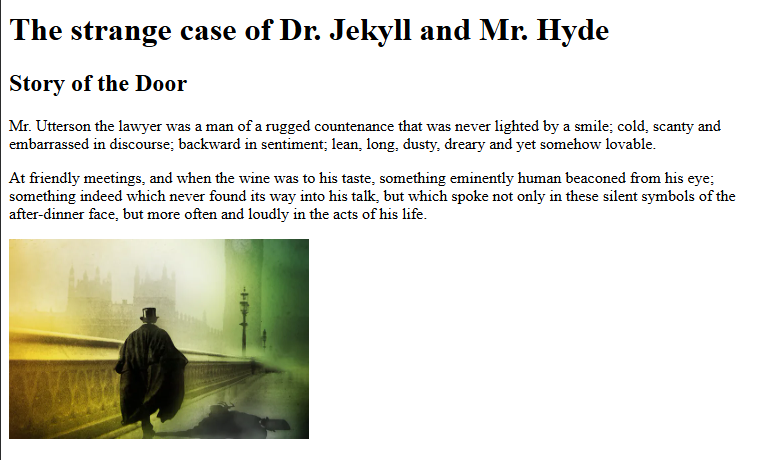 The strange case of Dr. Jekyll and Mr. Hyde
Story of the Door
Mr. Utterson the lawyer was a man of a rugged countenance that was never lighted by a smile; cold, scanty and
embarrassed in discourse; backward in sentiment; lean, long, dusty, dreary and yet somehow lovable.
At friendly meetings, and when the wine was to his taste, something eminently human beaconed from his eye;
something indeed which never found its way into his talk, but which spoke not only in these silent symbols of the
after-dinner face, but more often and loudly in the acts of his life.